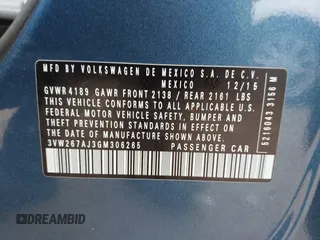 MFD BY VOLKSWAGEN DE MEXICO S.A. DE C.V.
MEXICO 12/15
GVWR 4189 GAWR FRONT 2138 / REAR 2161 LBS
THIS VEHICLE CONFORMS TO ALL APPLICABLE U.S.
FEDERAL MOTOR VEHICLE SAFETY, BUMPER AND THEFT
PREVENTION STANDARDS IN EFFECT ON THE DATE
OF MANUFACTURE SHOWN ABOVE.
3VW267AJ3GM306265 PASSENGER CAR
5216043 3156 M
DREAMBID